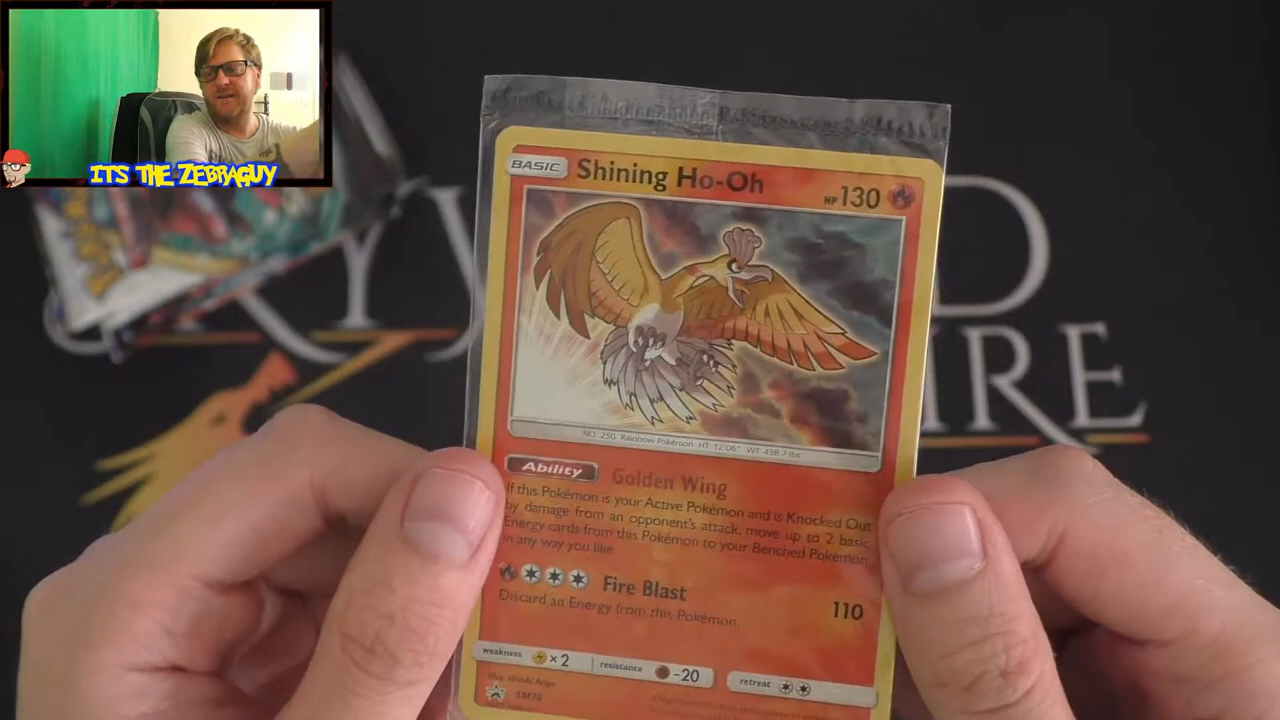 ITS THE ZEBRAGUY
BASIC
Shining Ho-Oh
HP 130
NO. 250 Rainbow Pokémon HT: 12'06" WT: 438.7 lbs.
Ability
Golden Wing
If this Pokémon is your Active Pokémon and is Knocked Out
by damage from an opponent's attack, move up to 2 basic
Energy cards from this Pokémon to your Benched Pokémon
in any way you like.
Fire Blast
110
Discard an Energy from this Pokémon.
weakness ×2
resistance -20
retreat
SM70
IRE